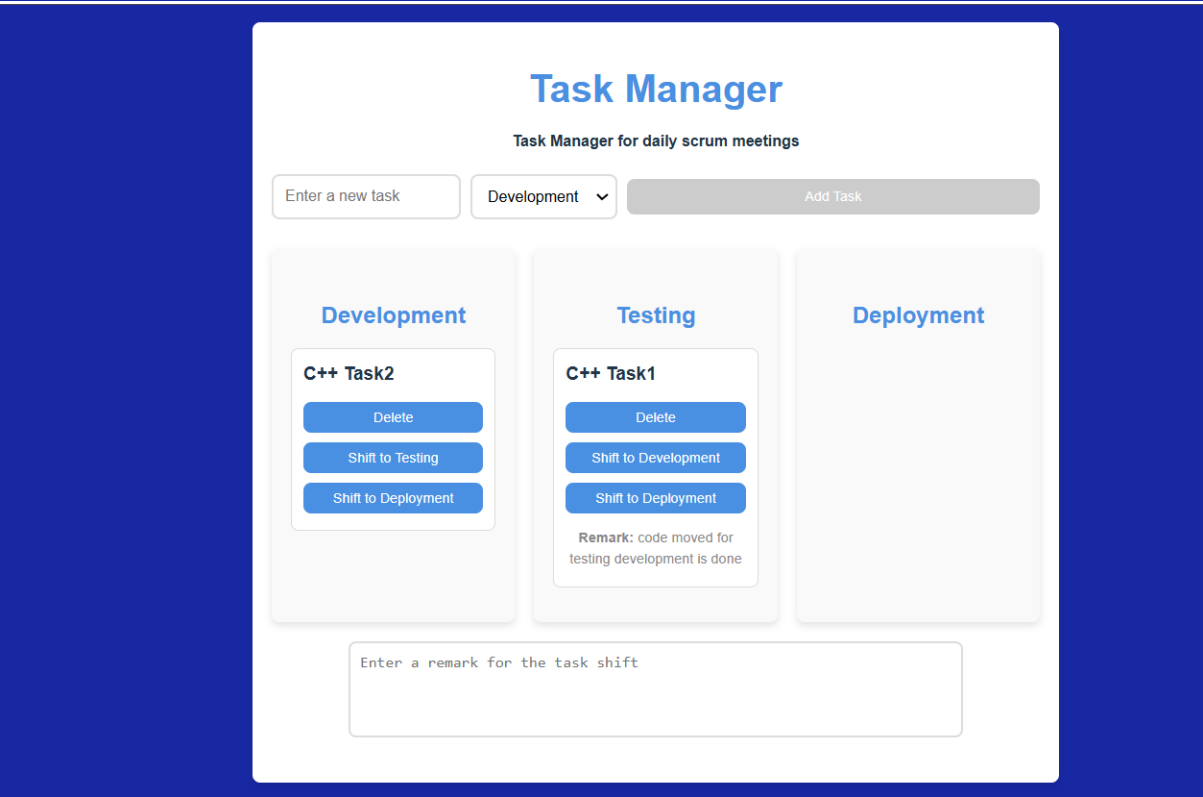 Task Manager
Task Manager for daily scrum meetings
Enter a new task
Development
Add Task
Development
C++ Task2
Delete
Shift to Testing
Shift to Deployment
Testing
C++ Task1
Delete
Shift to Development
Shift to Deployment
Remark: code moved for
testing development is done
Deployment
Enter a remark for the task shift